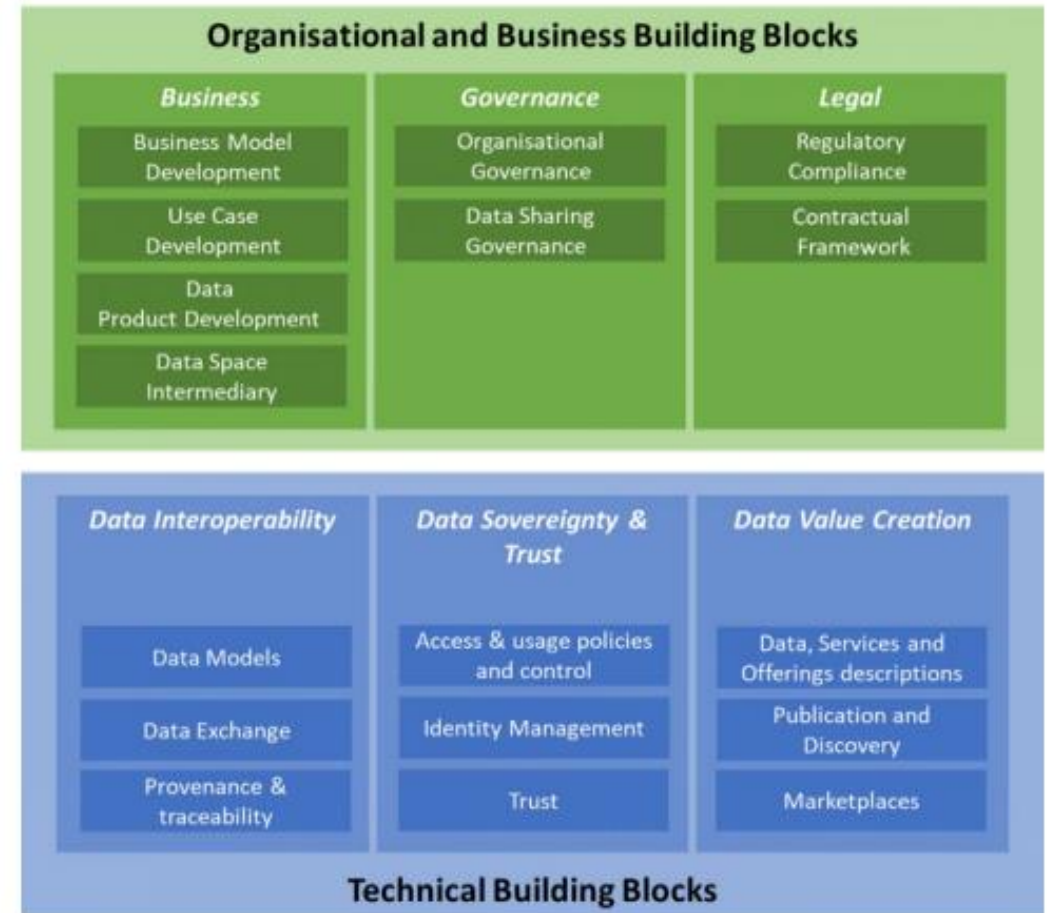 Organisational and Business Building Blocks
Business
Business Model
Development
Use Case
Development
Data
Product Development
Data Space
Intermediary
Governance
Organisational
Governance
Data Sharing
Governance
Legal
Regulatory
Compliance
Contractual
Framework
Data Interoperability
Data Models
Data Exchange
Provenance &
traceability
Data Sovereignty &
Trust
Access & usage policies
and control
Identity Management
Trust
Data Value Creation
Data, Services and
Offerings descriptions
Publication and
Discovery
Marketplaces
Technical Building Blocks